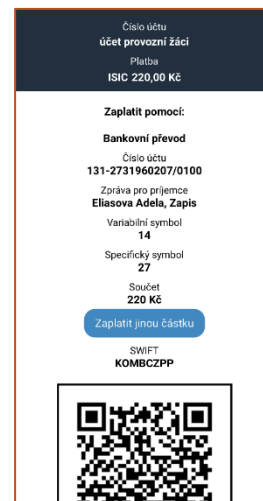 Číslo účtu
účet provozní žáci
Platba
ISIC 220,00 Kč
Zaplatit pomocí:
Bankovní převod
Číslo účtu
131-2731960207/0100
Zpráva pro príjemce
Eliasova Adela, Zapis
Variabilní symbol
14
Specifický symbol
27
Součet
220 Kč
Zaplatit jinou částku
SWIFT
KOMBCZPP